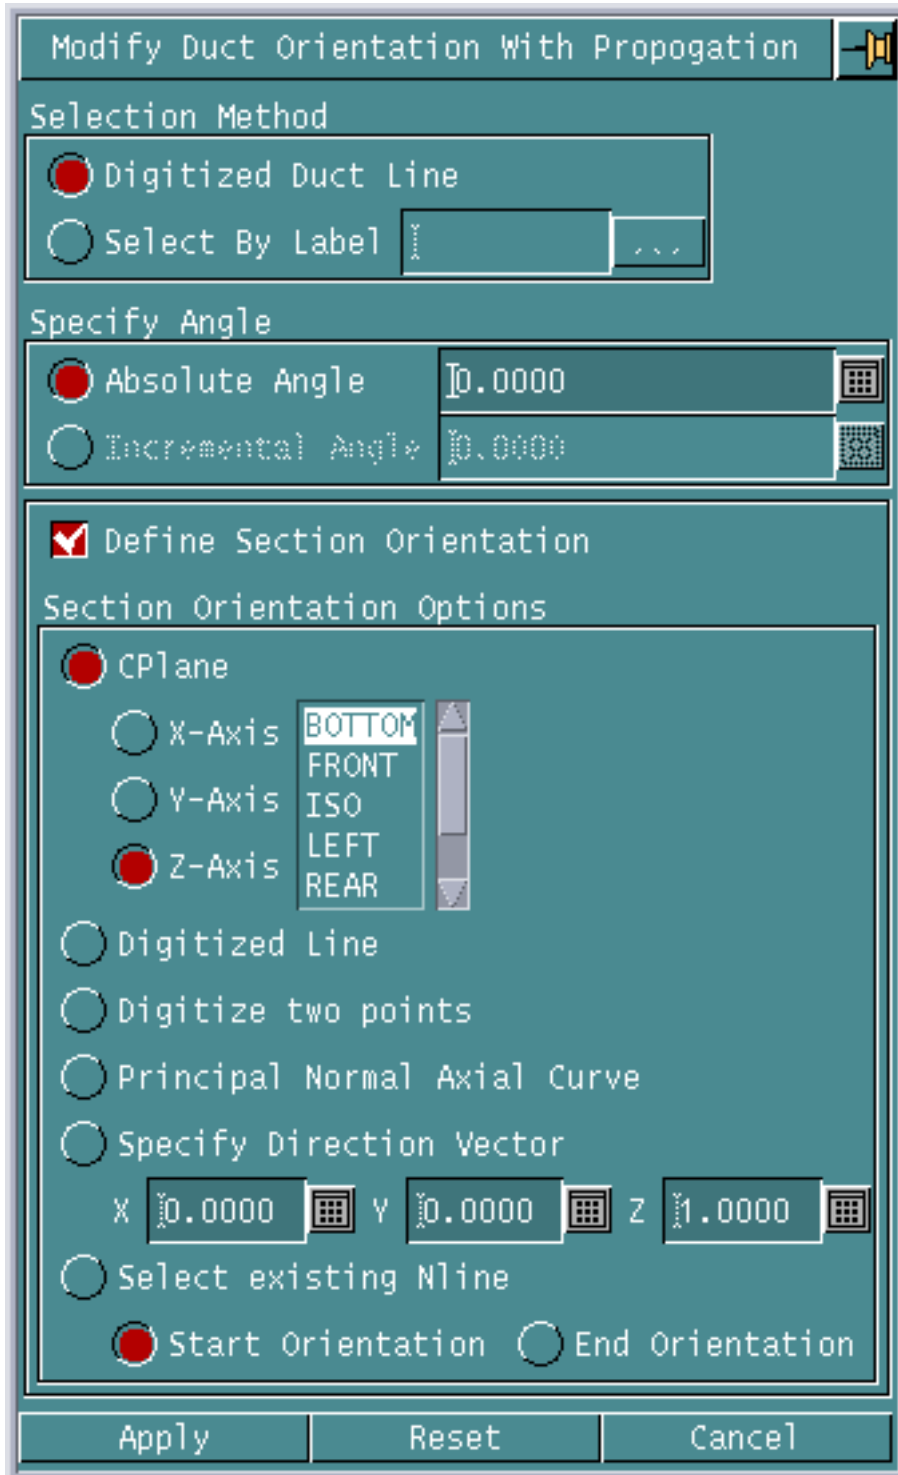 Modify Duct Orientation With Propogation
Selection Method
Digitized Duct Line
Select By Label ...
Specify Angle
Absolute Angle 0.0000
Incremental Angle 0.0000
Define Section Orientation
Section Orientation Options
CPlane
X-Axis BOTTOM
FRONT
Y-Axis ISO
LEFT
Z-Axis REAR
Digitized Line
Digitize two points
Principal Normal Axial Curve
Specify Direction Vector
X 0.0000 Y 0.0000 Z 1.0000
Select existing Nline
Start Orientation End Orientation
Apply Reset Cancel